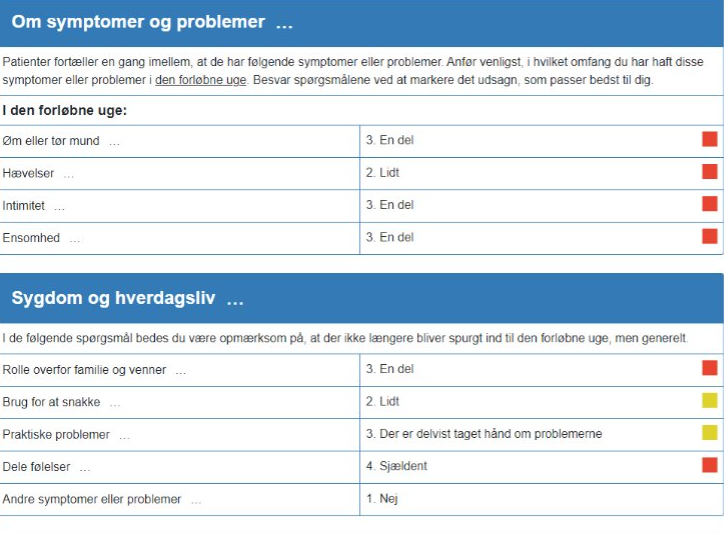 Om symptomer og problemer ...
Patienter fortæller en gang imellem, at de har følgende symptomer eller problemer. Anfør venligst, i hvilket omfang du har haft disse
symptomer eller problemer i den forløbne uge. Besvar spørgsmålene ved at markere det udsagn, som passer bedst til dig.
I den forløbne uge:
Øm eller tør mund ... 3. En del
Hævelser ... 2. Lidt
Intimitet ... 3. En del
Ensomhed ... 3. En del
Sygdom og hverdagsliv ...
I de følgende spørgsmål bedes du være opmærksom på, at der ikke længere bliver spurgt ind til den forløbne uge, men generelt.
Rolle overfor familie og venner ... 3. En del
Brug for at snakke ... 2. Lidt
Praktiske problemer ... 3. Der er delvist taget hånd om problemerne
Dele følelser ... 4. Sjældent
Andre symptomer eller problemer ... 1. Nej